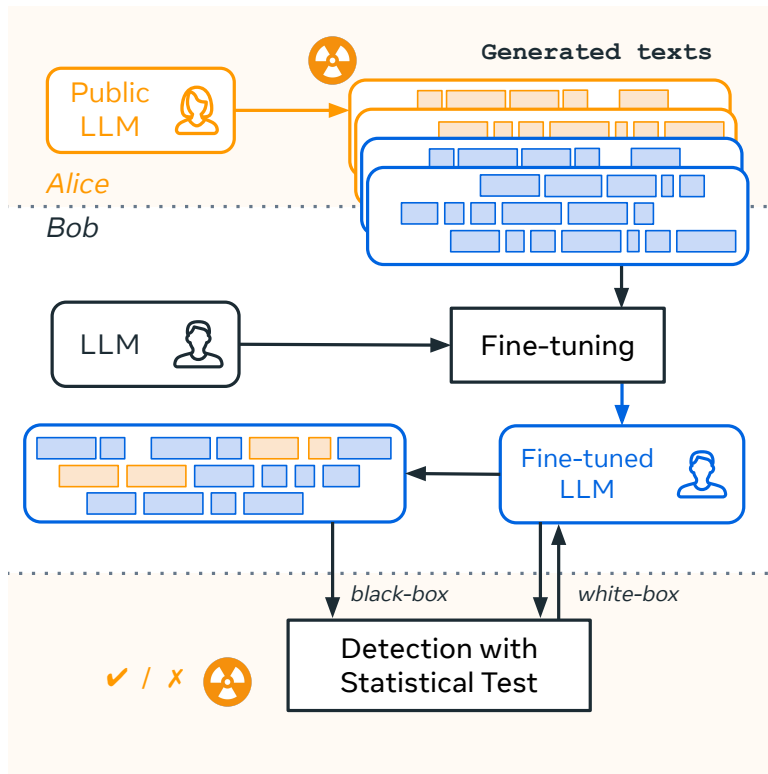 Generated texts
Public
LLM
Alice
Bob
LLM
Fine-tuning
Fine-tuned
LLM
black-box
white-box
Detection with
Statistical Test
✔ / ✗